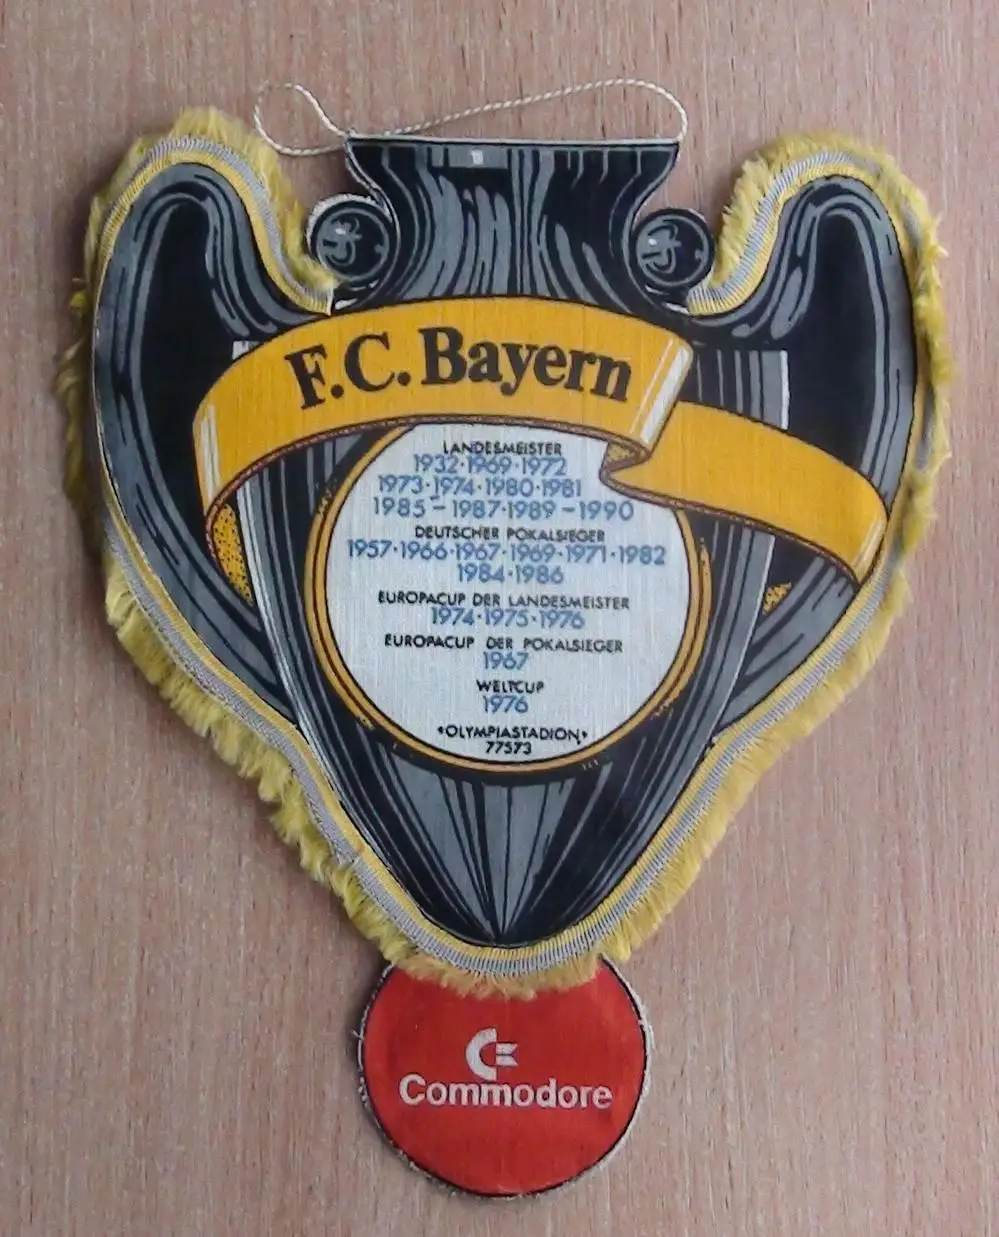 F.C. Bayern
LANDESMEISTER
1932·1969·1972
1973·1974·1980·1981
1985-1987·1989-1990
DEUTSCHER POKALSIEGER
1957·1966·1967·1969·1971·1982
1984·1986
EUROPACUP DER LANDESMEISTER
1974·1975·1976
EUROPACUP DER POKALSIEGER
1967
WELTCUP
1976
•OLYMPIASTADION•
77573
Commodore